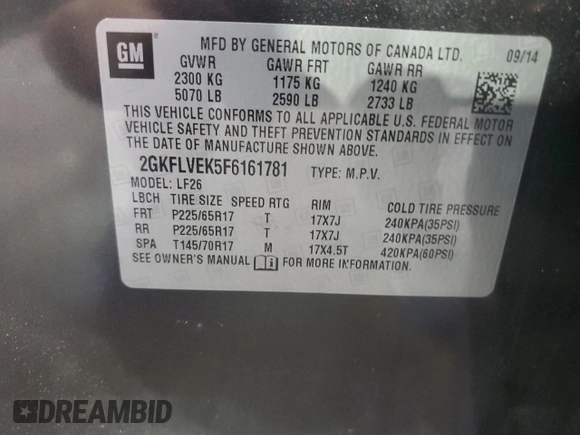 GM
MFD BY GENERAL MOTORS OF CANADA LTD.
09/14
GVWR GAWR FRT GAWR RR
2300 KG 1175 KG 1240 KG
5070 LB 2590 LB 2733 LB
THIS VEHICLE CONFORMS TO ALL APPLICABLE U.S. FEDERAL MOTOR
VEHICLE SAFETY AND THEFT PREVENTION STANDARDS IN EFFECT ON
THE DATE OF MANUFACTURE SHOWN ABOVE.
2GKFLVEK5F6161781 TYPE: M.P.V.
MODEL: LF26
LBCH TIRE SIZE SPEED RTG RIM COLD TIRE PRESSURE
FRT P225/65R17 T 17X7J 240KPA(35PSI)
RR P225/65R17 T 17X7J 240KPA(35PSI)
SPA T145/70R17 M 17X4.5T 420KPA(60PSI)
SEE OWNER'S MANUAL FOR MORE INFORMATION.
DREAMBID